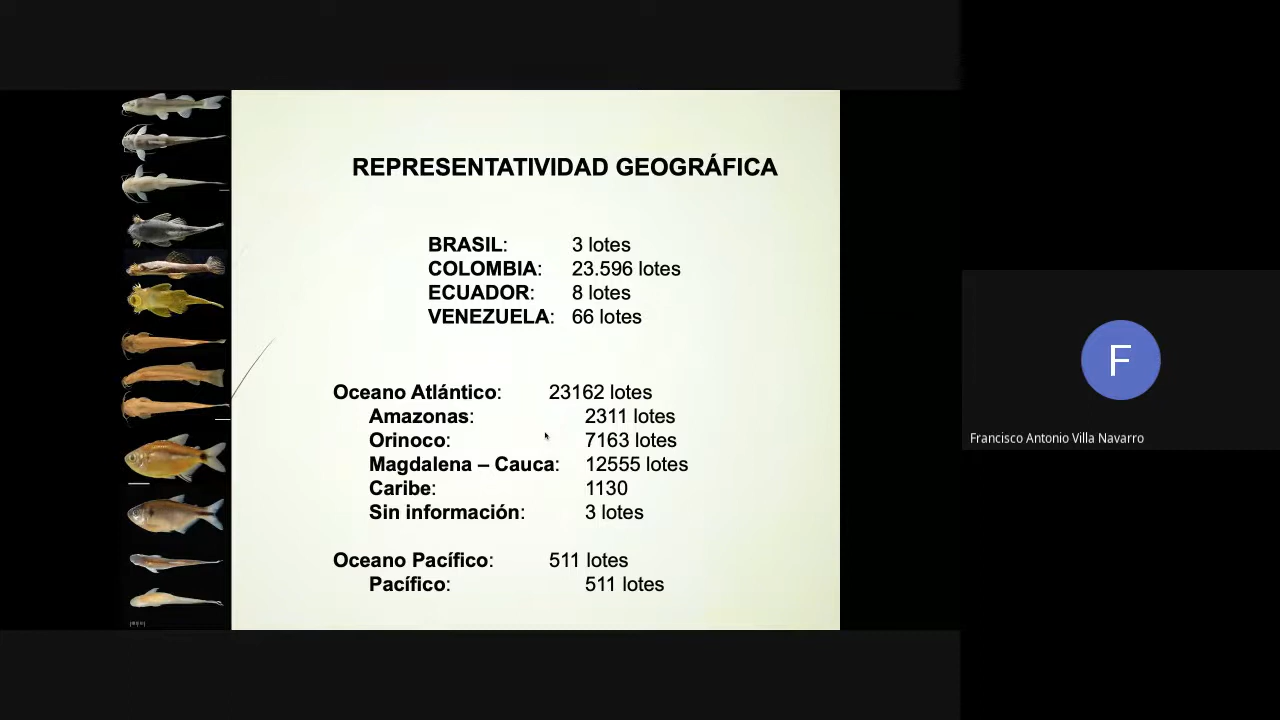 REPRESENTATIVIDAD GEOGRÁFICA
BRASIL: 3 lotes
COLOMBIA: 23.596 lotes
ECUADOR: 8 lotes
VENEZUELA: 66 lotes
Oceano Atlántico: 23162 lotes
Amazonas: 2311 lotes
Orinoco: 7163 lotes
Magdalena – Cauca: 12555 lotes
Caribe: 1130
Sin información: 3 lotes
Oceano Pacífico: 511 lotes
Pacífico: 511 lotes
F
Francisco Antonio Villa Navarro